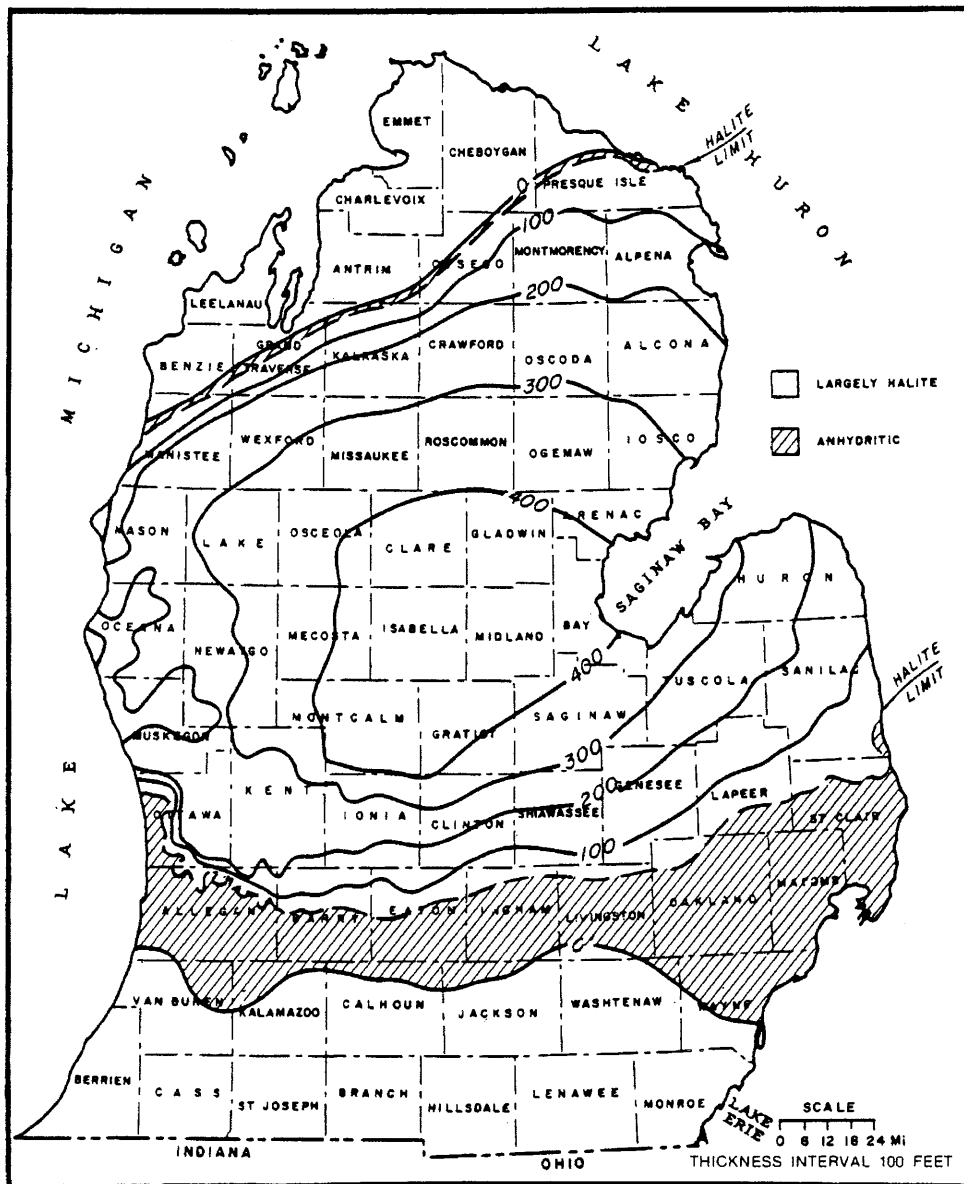 LAKE HURON
HALITE LIMIT
EMMET
CHEBOYGAN
PRESQUE ISLE
0
CHARLEVOIX
100
LAKE MICHIGAN
ANTRIM
OTSEGO
MONTMORENCY
ALPENA
LEELANAU
200
BENZIE
GRAND TRAVERSE
KALKASKA
CRAWFORD
OSCODA
ALCONA
LARGELY HALITE
300
MANISTEE
WEXFORD
MISSAUKEE
ROSCOMMON
OGEMAW
IOSCO
ANHYDRITIC
400
MASON
LAKE
OSCEOLA
CLARE
GLADWIN
ARENAC
SAGINAW BAY
HURON
OCEANA
NEWAYGO
MECOSTA
ISABELLA
MIDLAND
BAY
400
TUSCOLA
SANILAC
HALITE LIMIT
MONTCALM
GRATIOT
SAGINAW
MUSKEGON
300
KENT
200
GENESEE
LAPEER
OTTAWA
IONIA
CLINTON
SHIAWASSEE
ST CLAIR
100
ALLEGAN
BARRY
EATON
INGHAM
LIVINGSTON
OAKLAND
MACOMB
0
VAN BUREN
KALAMAZOO
CALHOUN
JACKSON
WASHTENAW
WAYNE
BERRIEN
CASS
ST JOSEPH
BRANCH
HILLSDALE
LENAWEE
MONROE
LAKE ERIE
SCALE
0 6 12 18 24 Mi
INDIANA
OHIO
THICKNESS INTERVAL 100 FEET